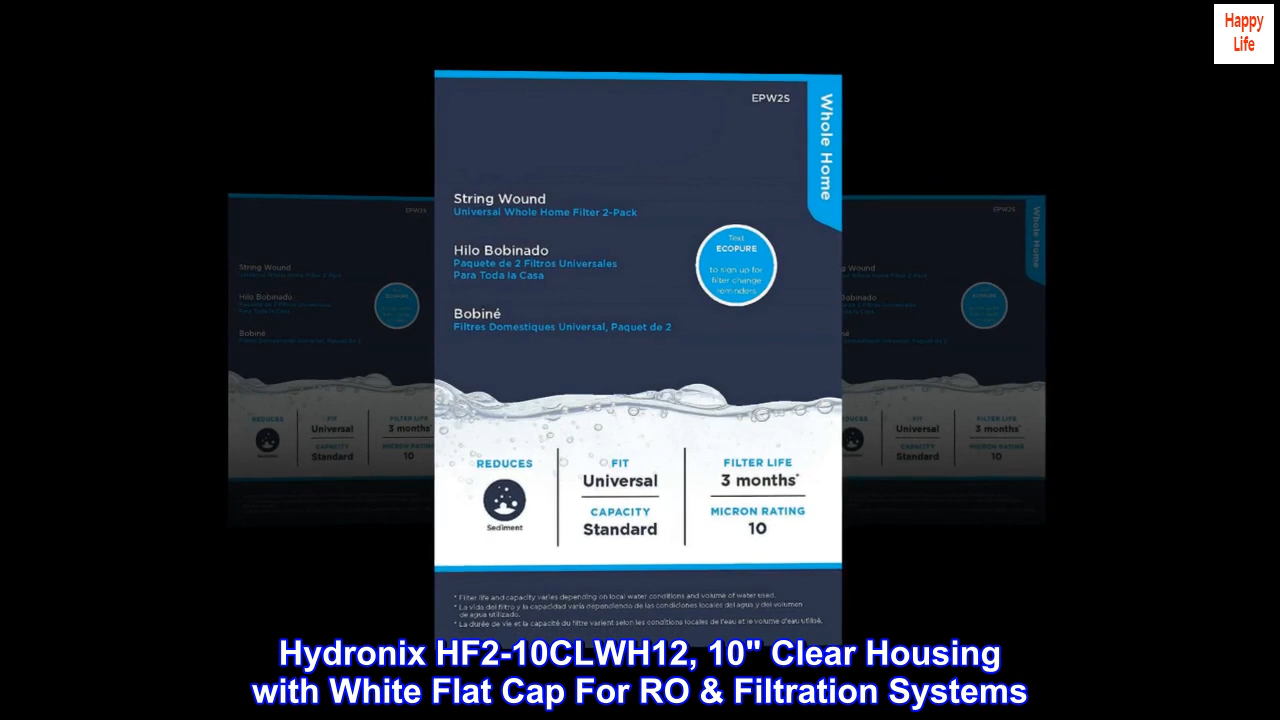 Happy
Life
EPW2S
Whole Home
String Wound
Universal Whole Home Filter 2-Pack
Hilo Bobinado
Paquete de 2 Filtros Universales
Para Toda la Casa
Bobiné
Filtres Domestiques Universal, Paquet de 2
Text
ECOPURE
to sign up for
filter change
reminders
REDUCES
Sediment
FIT
Universal
CAPACITY
Standard
FILTER LIFE
3 months*
MICRON RATING
10
* Filter life and capacity varies depending on local water conditions and volume of water used.
* La vida del filtro y la capacidad varía dependiendo de las condiciones locales del agua y del volumen
de agua utilizado.
* La durée de vie et la capacité du filtre varient selon les conditions locales de l'eau et le volume d'eau utilisé.
Hydronix HF2-10CLWH12, 10" Clear Housing
with White Flat Cap For RO & Filtration Systems